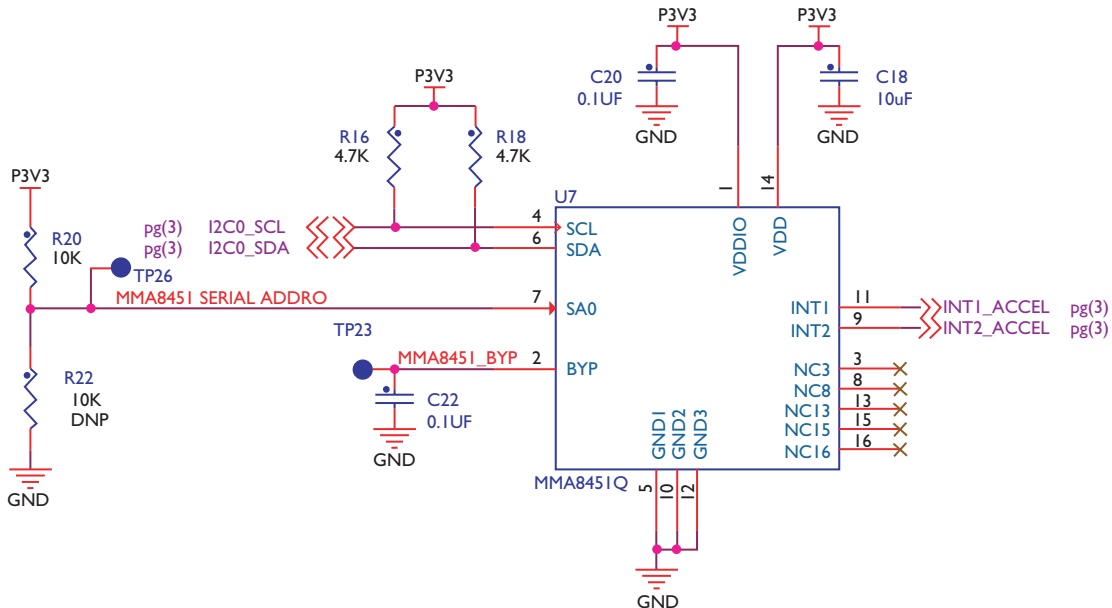 P3V3
P3V3
C20
0.1UF
C18
10uF
GND
GND
P3V3
R16
4.7K
R18
4.7K
P3V3
R20
10K
TP26
pg(3) I2C0_SCL
pg(3) I2C0_SDA
MMA8451 SERIAL ADDRO
U7
4 SCL
6 SDA
7 SA0
2 BYP
1 VDDIO
14 VDD
INT1 11 INT1_ACCEL pg(3)
INT2 9 INT2_ACCEL pg(3)
NC3 3
NC8 8
NC13 13
NC15 15
NC16 16
TP23
MMA8451_BYP
C22
0.1UF
GND
R22
10K
DNP
GND
GND1
GND2
GND3
MMA8451Q
5
10
12
GND